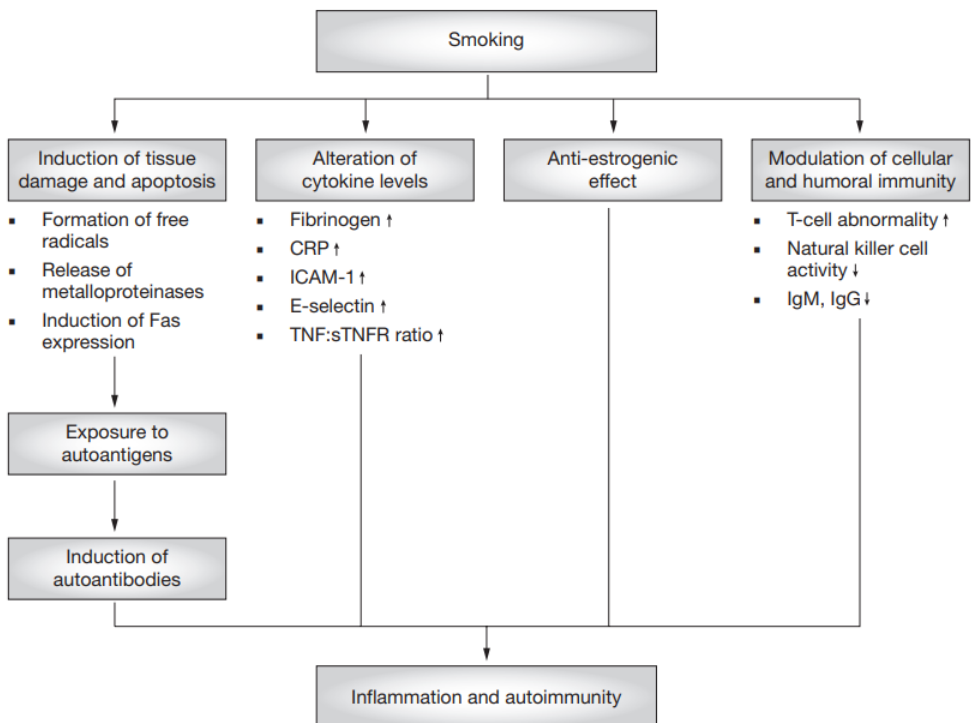 Smoking
Induction of tissue
damage and apoptosis
▪ Formation of free
radicals
▪ Release of
metalloproteinases
▪ Induction of Fas
expression
Exposure to
autoantigens
Induction of
autoantibodies
Alteration of
cytokine levels
▪ Fibrinogen ↑
▪ CRP ↑
▪ ICAM-1 ↑
▪ E-selectin ↑
▪ TNF:sTNFR ratio ↑
Anti-estrogenic
effect
Modulation of cellular
and humoral immunity
▪ T-cell abnormality ↑
▪ Natural killer cell
activity ↓
▪ IgM, IgG ↓
Inflammation and autoimmunity